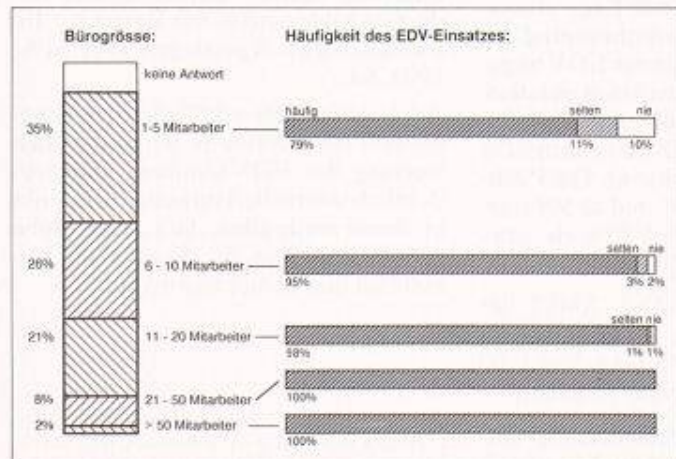 Bürogrösse: Häufigkeit des EDV-Einsatzes:
keine Antwort
häufig selten nie
35% 1-5 Mitarbeiter
79% 11% 10%
selten nie
26% 6 - 10 Mitarbeiter
95% 3% 2%
selten nie
21% 11 - 20 Mitarbeiter
98% 1% 1%
8% 21 - 50 Mitarbeiter
100%
2% > 50 Mitarbeiter
100%